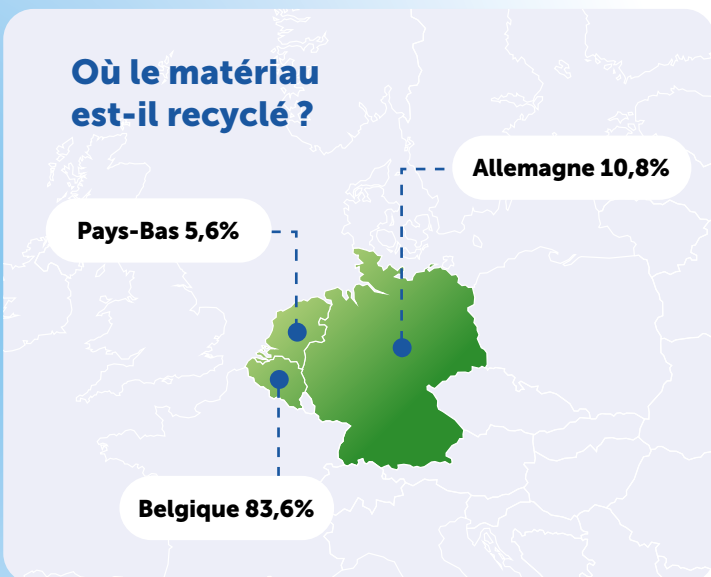 Où le matériau
est-il recyclé ?
Allemagne 10,8%
Pays-Bas 5,6%
Belgique 83,6%